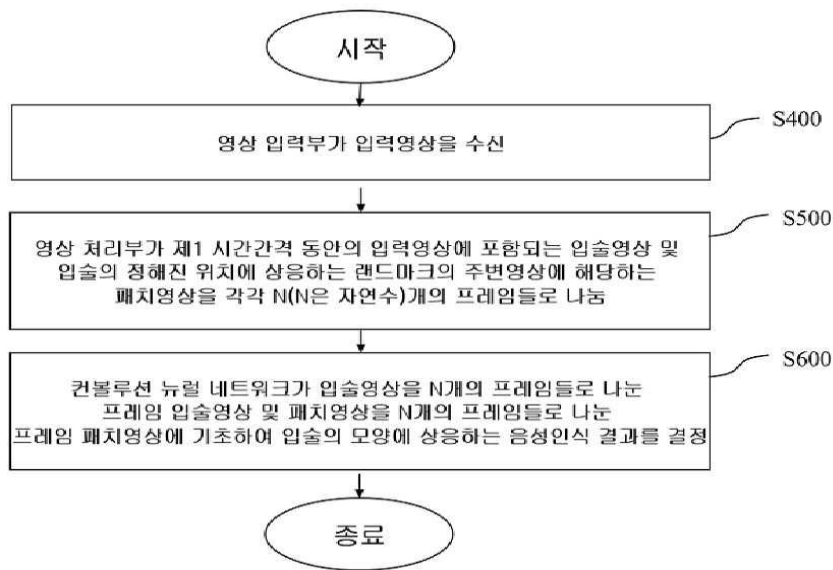 시작
영상 입력부가 입력영상을 수신
S400
영상 처리부가 제1 시간간격 동안의 입력영상에 포함되는 입술영상 및
입술의 정해진 위치에 상응하는 랜드마크의 주변영상에 해당하는
패치영상을 각각 N(N은 자연수)개의 프레임들로 나눔
S500
컨볼루션 뉴럴 네트워크가 입술영상을 N개의 프레임들로 나눈
프레임 입술영상 및 패치영상을 N개의 프레임들로 나눈
프레임 패치영상에 기초하여 입술의 모양에 상응하는 음성인식 결과를 결정
S600
종료